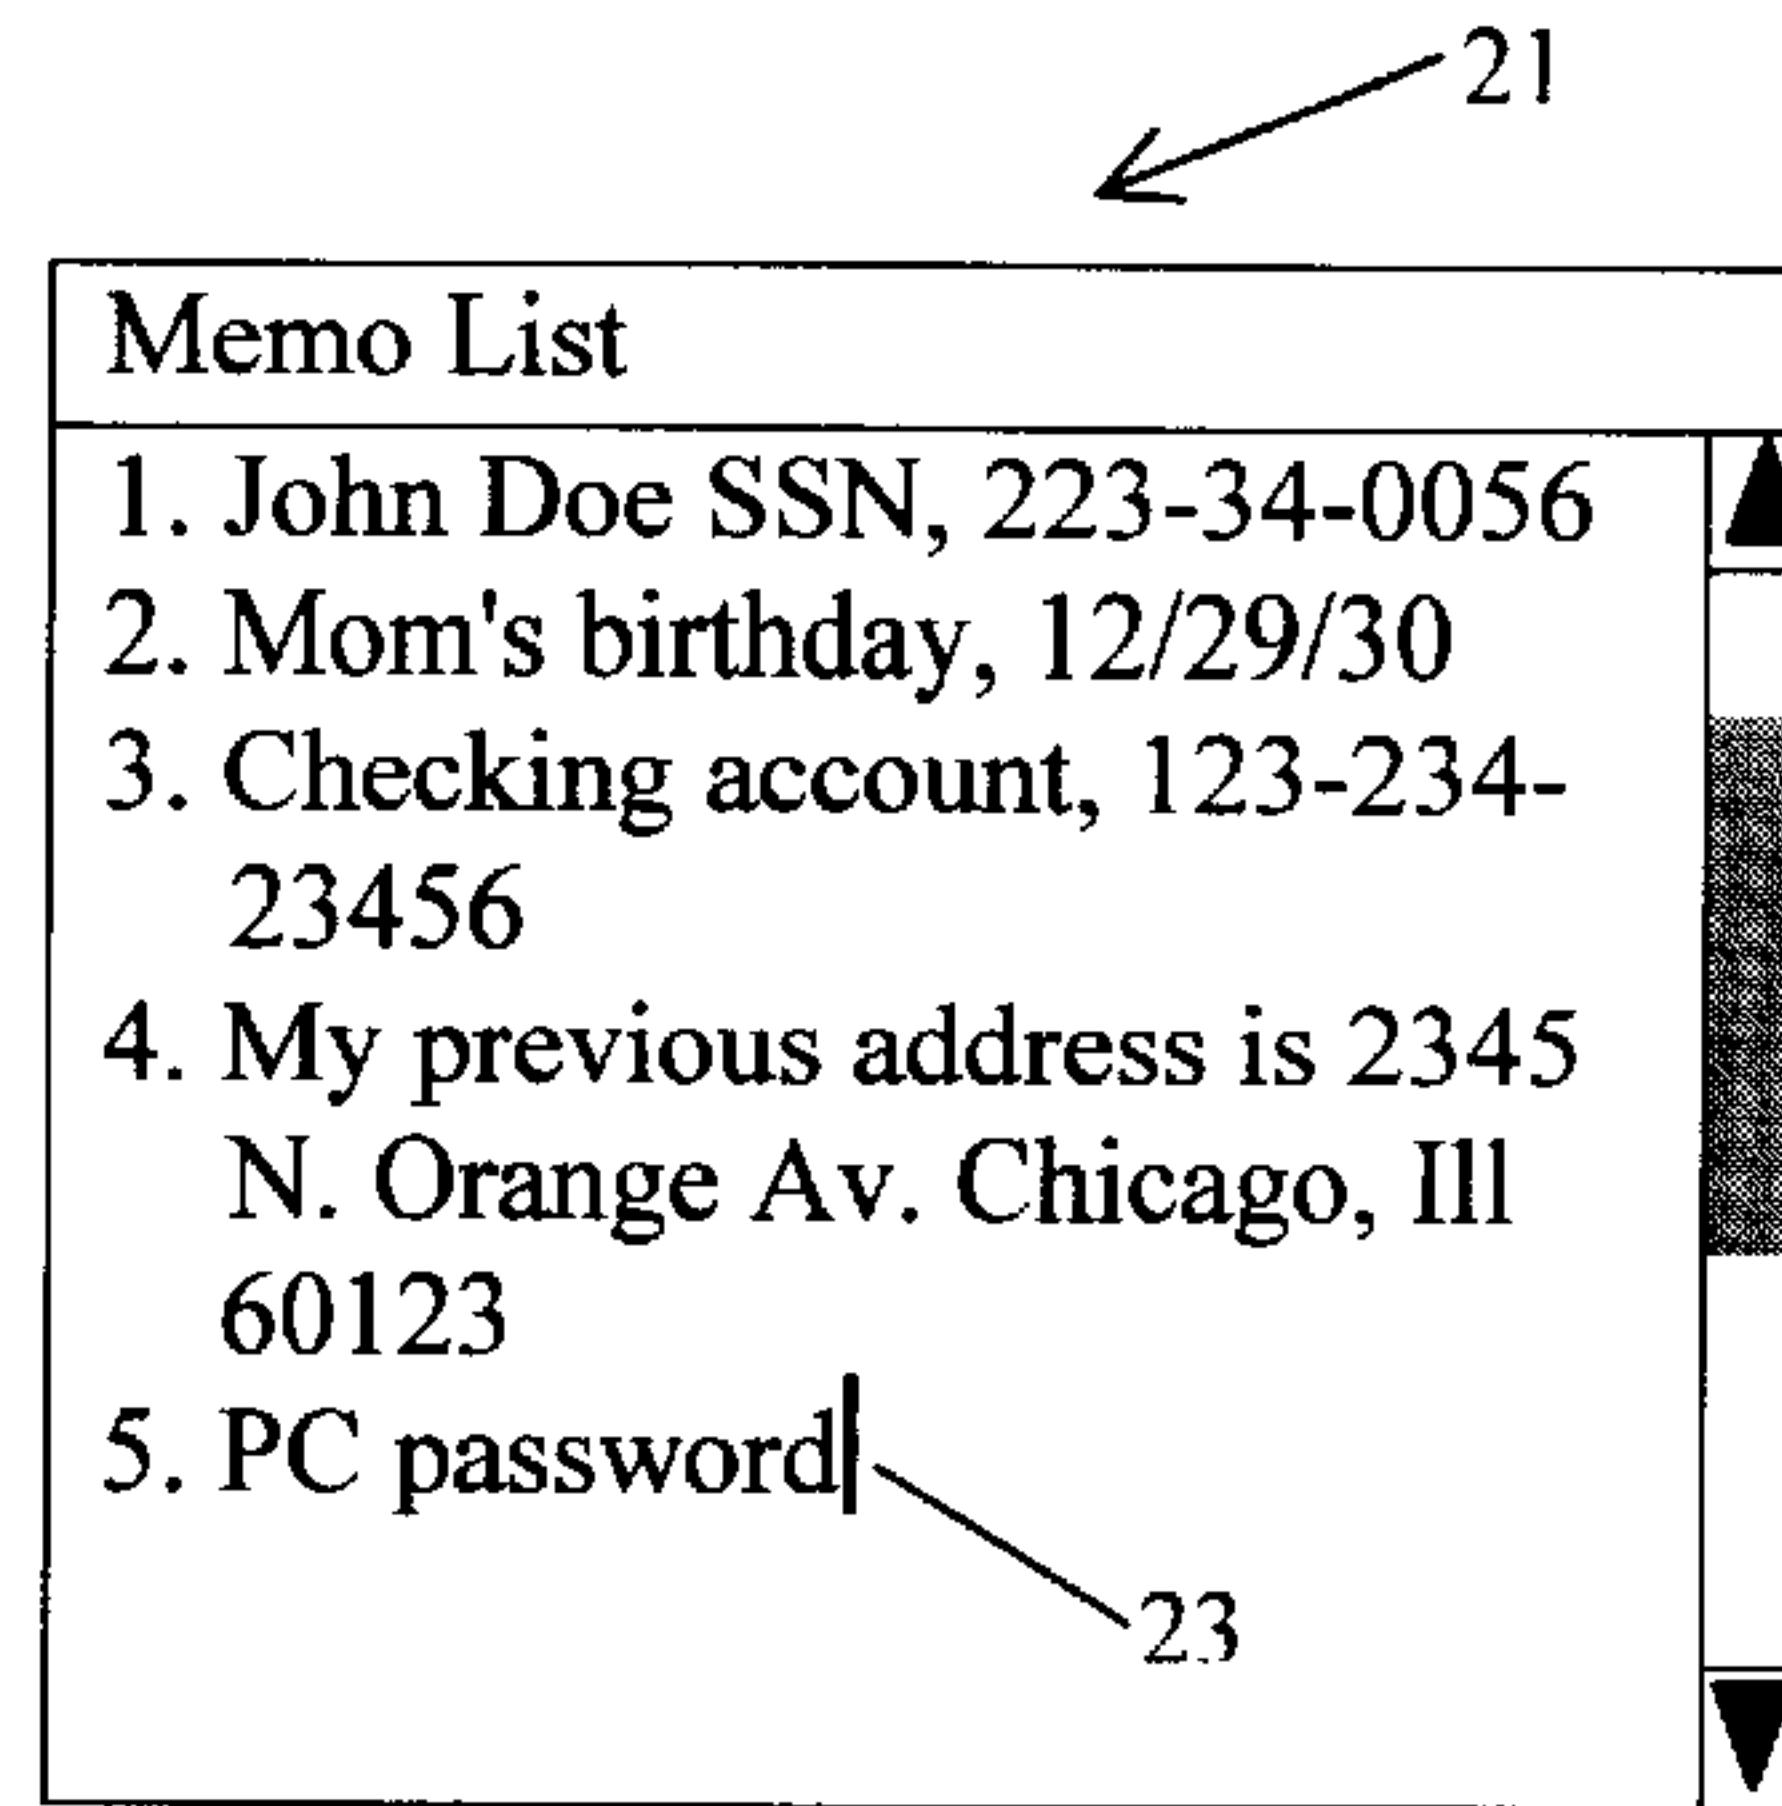 21
Memo List
1. John Doe SSN, 223-34-0056
2. Mom's birthday, 12/29/30
3. Checking account, 123-234-
23456
4. My previous address is 2345
N. Orange Av. Chicago, Ill
60123
5. PC password
23